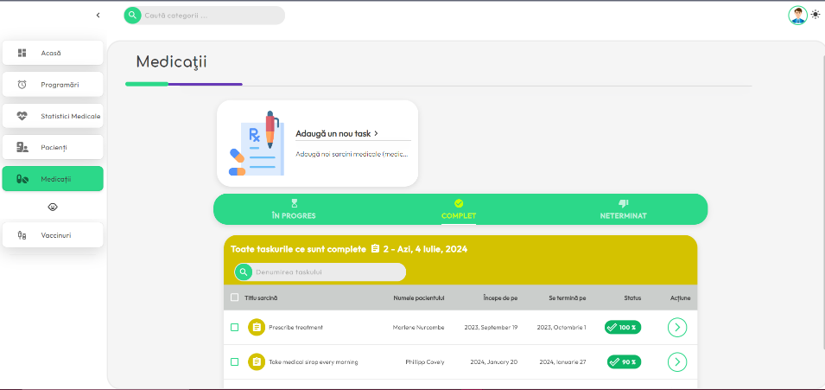 Caută categorii ...
Acasă
Programări
Statistici Medicale
Pacienți
Medicații
Vaccinuri
Medicații
Rx
Adaugă un nou task >
Adaugă noi sarcini medicale (medic...
ÎN PROGRES
COMPLET
NETERMINAT
Toate taskurile ce sunt complete 2 - Azi, 4 Iulie, 2024
Denumirea taskului
Titlu sarcină Numele pacientului Începe de pe Se termină pe Status Acțiune
Prescribe treatment Marlene Nurcombe 2023, September 19 2023, Octombrie 1 100 %
Take medical sirop every morning Philipa Covely 2024, January 20 2024, Ianuarie 27 90 %